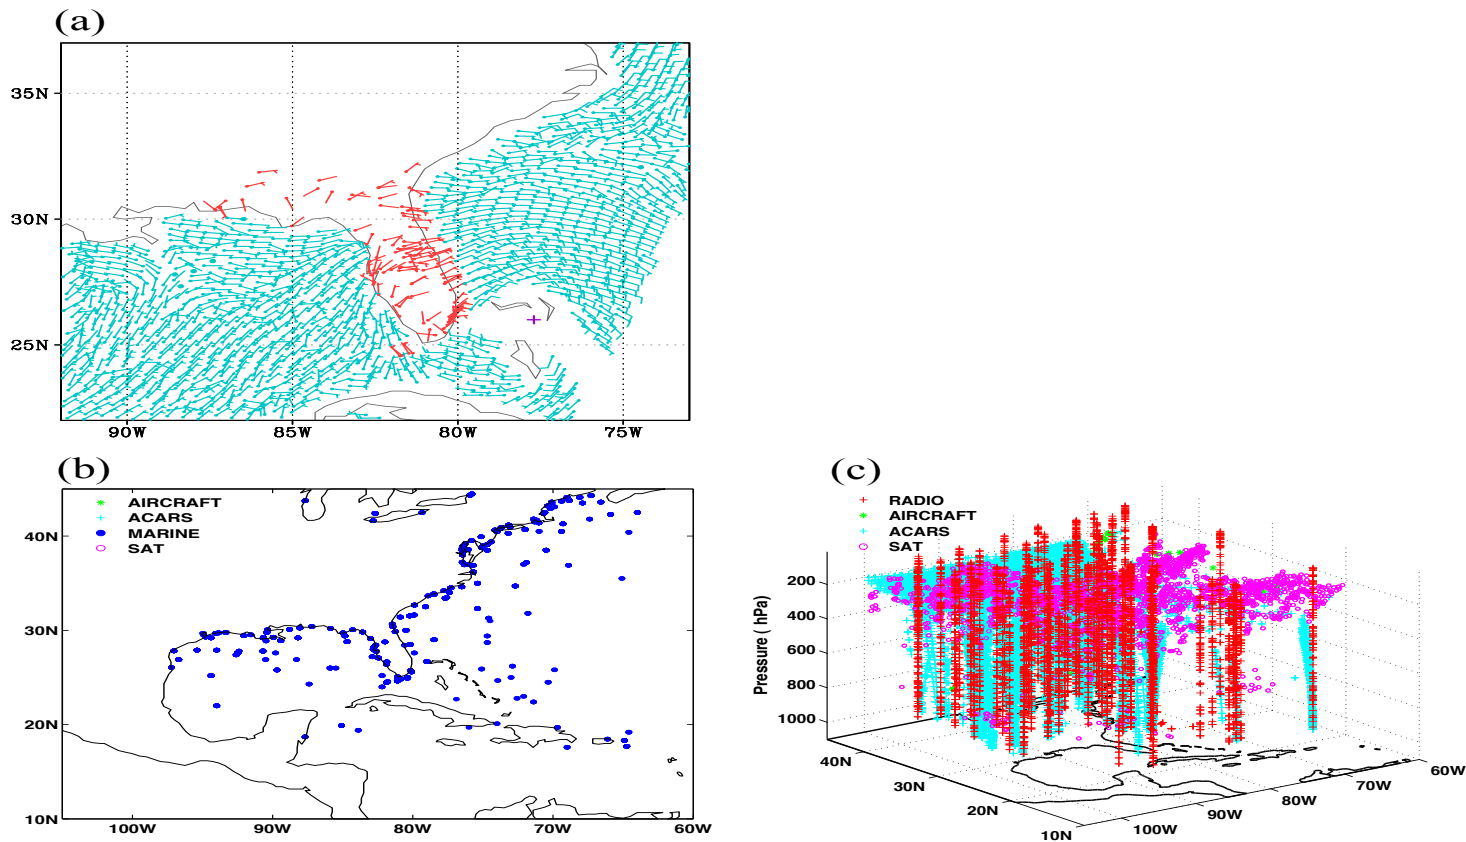 (a)
35N
30N
25N
90W 85W 80W 75W
(b)
AIRCRAFT
ACARS
MARINE
SAT
40N
30N
20N
10N
100W 90W 80W 70W 60W
(c)
RADIO
AIRCRAFT
ACARS
SAT
Pressure ( hPa)
200
400
600
800
1000
40N
30N
20N
10N
100W
90W
80W
70W
60W